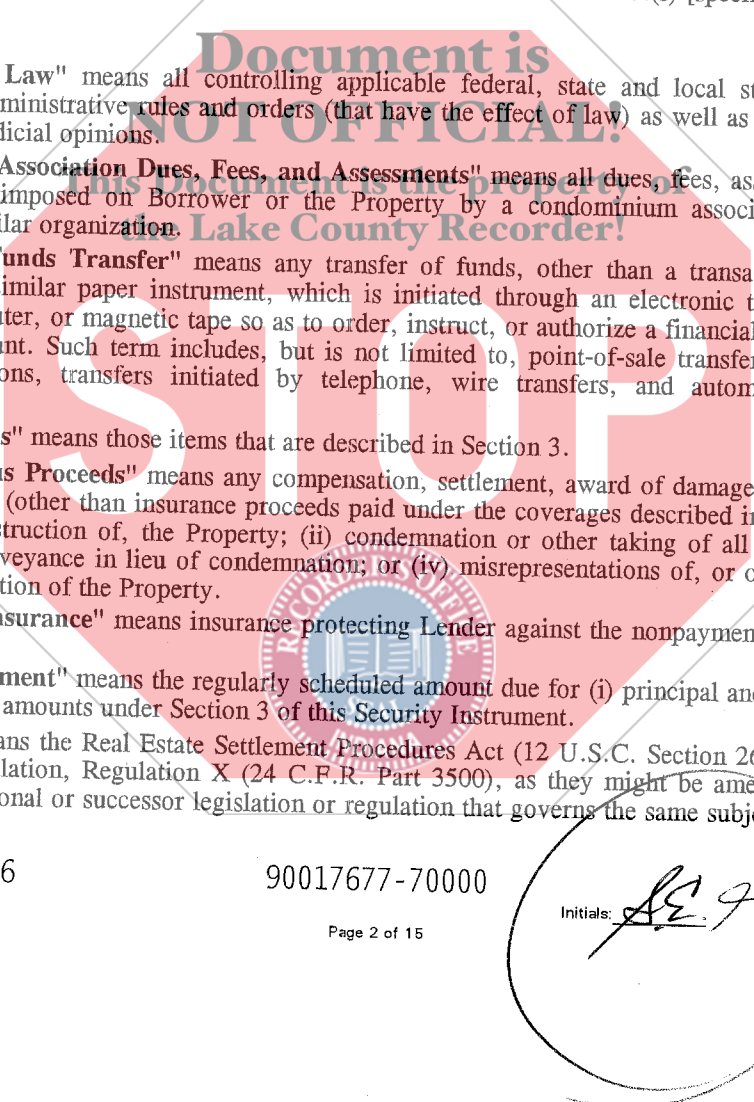 Law" means all controlling applicable federal, state and local
ministrative rules and orders (that have the effect of law) as well as
dicial opinions.
Association Dues, Fees, and Assessments" means all dues, fees, as
imposed on Borrower or the Property by a condominium associ
lar organization.
unds Transfer" means any transfer of funds, other than a transa
similar paper instrument, which is initiated through an electronic t
uter, or magnetic tape so as to order, instruct, or authorize a financial
unt. Such term includes, but is not limited to, point-of-sale transfer
ons, transfers initiated by telephone, wire transfers, and autom
s" means those items that are described in Section 3.
us Proceeds" means any compensation, settlement, award of damage
(other than insurance proceeds paid under the coverages described i
struction of, the Property; (ii) condemnation or other taking of all
veyance in lieu of condemnation; or (iv) misrepresentations of, or o
tion of the Property.
nsurance" means insurance protecting Lender against the nonpaymen
ment" means the regularly scheduled amount due for (i) principal and
amounts under Section 3 of this Security Instrument.
ans the Real Estate Settlement Procedures Act (12 U.S.C. Section 26
lation, Regulation X (24 C.F.R. Part 3500), as they might be ame
onal or successor legislation or regulation that governs the same subj
6
90017677-70000
Page 2 of 15
Initials:
Document is
NOT OFFICIAL!
This Document is the property of
the Lake County Recorder!
STOP
RECORDER'S OFFICE
INDIANA